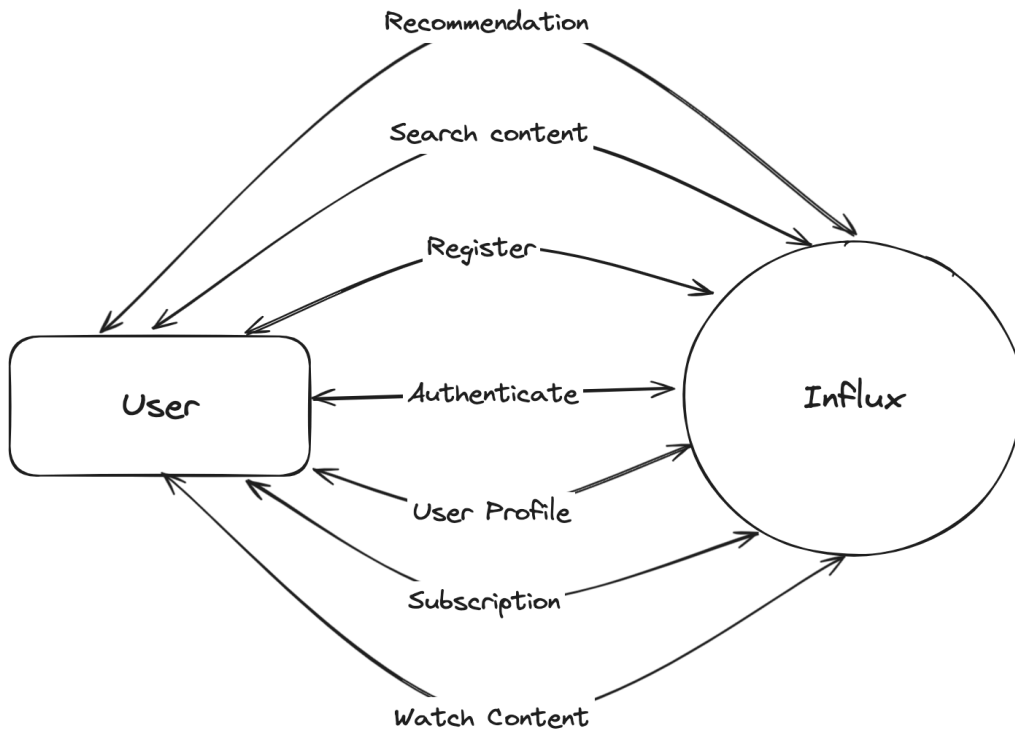 Recommendation
Search content
Register
User
Authenticate
Influx
User Profile
Subscription
Watch Content